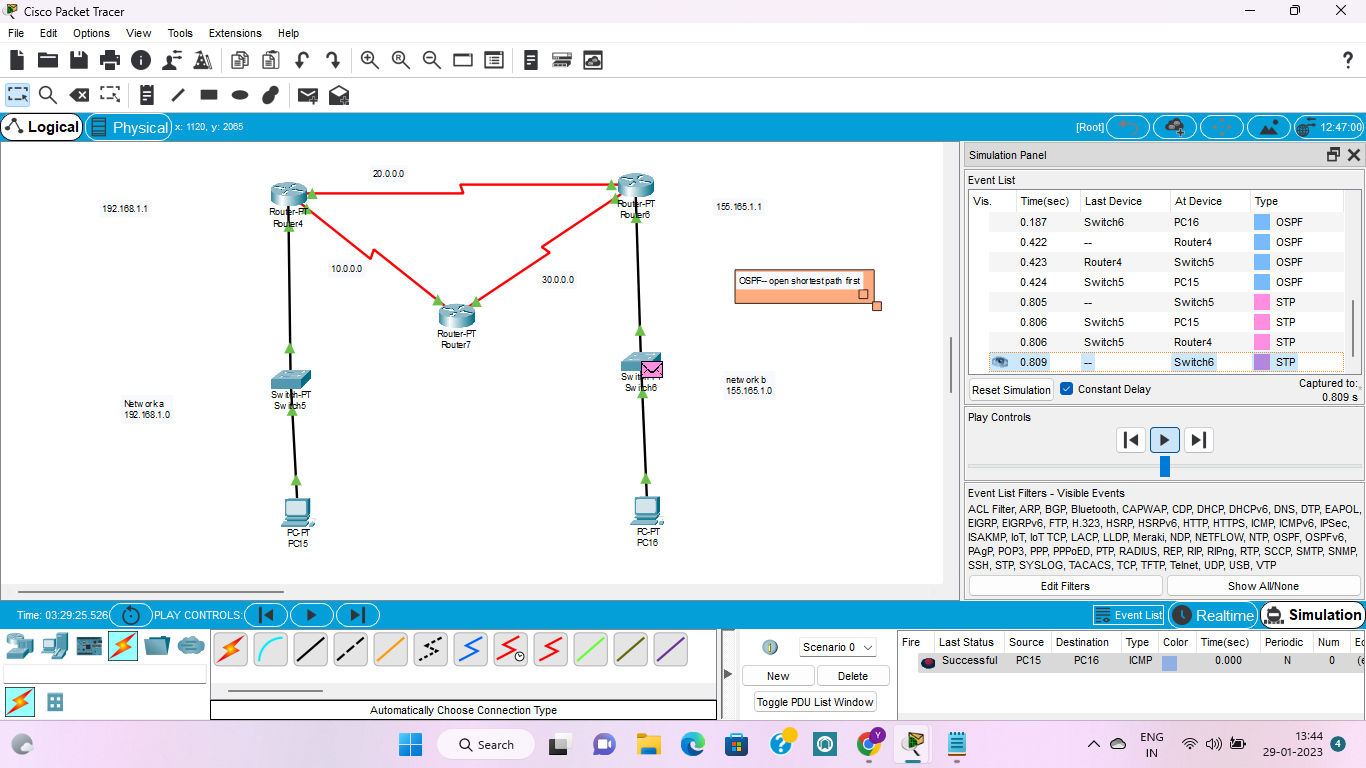 Cisco Packet Tracer
File Edit Options View Tools Extensions Help
Logical Physical x: 1120, y: 2065 [Root] 12:47:00
20.0.0.0
192.168.1.1
Router-PT
Router4
Router-PT
Router6
155.165.1.1
10.0.0.0
30.0.0.0
OSPF-- open shortest path first
Router-PT
Router7
Switch-PT
Switch5
Switch6
Network a
192.168.1.0
network b
155.165.1.0
PC-PT
PC15
PC-PT
PC16
Simulation Panel
Event List
Vis. Time(sec) Last Device At Device Type
0.187 Switch6 PC16 OSPF
0.422 -- Router4 OSPF
0.423 Router4 Switch5 OSPF
0.424 Switch5 PC15 OSPF
0.805 -- Switch5 STP
0.806 Switch5 PC15 STP
0.806 Switch5 Router4 STP
0.809 -- Switch6 STP
Reset Simulation Constant Delay Captured to:
0.809 s
Play Controls
Event List Filters - Visible Events
ACL Filter, ARP, BGP, Bluetooth, CAPWAP, CDP, DHCP, DHCPv6, DNS, DTP, EAPOL,
EIGRP, EIGRPv6, FTP, H.323, HSRP, HSRPv6, HTTP, HTTPS, ICMP, ICMPv6, IPSec,
ISAKMP, IoT, IoT TCP, LACP, LLDP, Meraki, NDP, NETFLOW, NTP, OSPF, OSPFv6,
PAgP, POP3, PPP, PPPoED, PTP, RADIUS, REP, RIP, RIPng, RTP, SCCP, SMTP, SNMP,
SSH, STP, SYSLOG, TACACS, TCP, TFTP, Telnet, UDP, USB, VTP
Edit Filters Show All/None
Time: 03:29:25.526 PLAY CONTROLS: Event List Realtime Simulation
Automatically Choose Connection Type
Scenario 0
New Delete
Toggle PDU List Window
Fire Last Status Source Destination Type Color Time(sec) Periodic Num
Successful PC15 PC16 ICMP 0.000 N 0
Search
Y
ENG
IN
13:44
29-01-2023
4